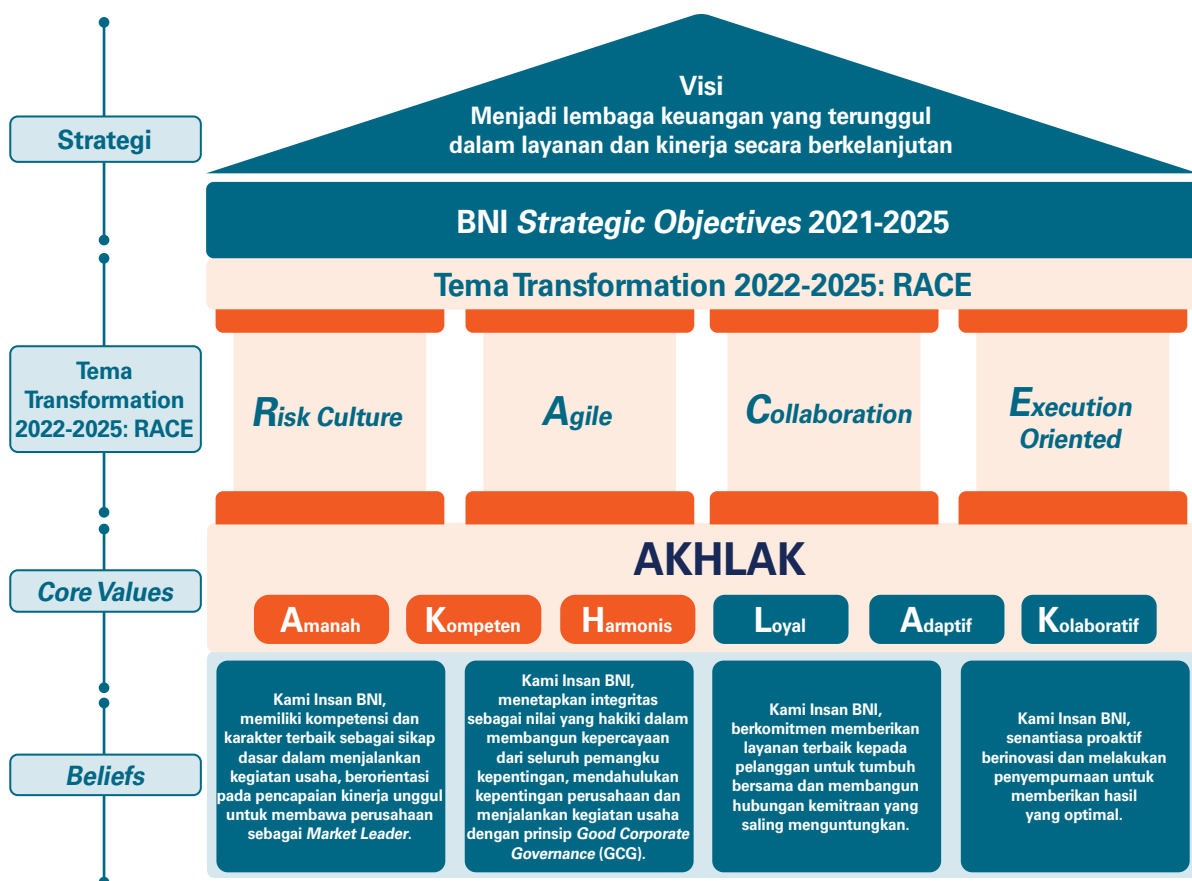 Visi
Menjadi lembaga keuangan yang terunggul
dalam layanan dan kinerja secara berkelanjutan
Strategi
BNI Strategic Objectives 2021-2025
Tema Transformation 2022-2025: RACE
Tema
Transformation
2022-2025: RACE
Risk Culture
Agile
Collaboration
Execution
Oriented
AKHLAK
Core Values
Amanah
Kompeten
Harmonis
Loyal
Adaptif
Kolaboratif
Beliefs
Kami Insan BNI,
memiliki kompetensi dan
karakter terbaik sebagai sikap
dasar dalam menjalankan
kegiatan usaha, berorientasi
pada pencapaian kinerja unggul
untuk membawa perusahaan
sebagai Market Leader.
Kami Insan BNI,
menetapkan integritas
sebagai nilai yang hakiki dalam
membangun kepercayaan
dari seluruh pemangku
kepentingan, mendahulukan
kepentingan perusahaan dan
menjalankan kegiatan usaha
dengan prinsip Good Corporate
Governance (GCG).
Kami Insan BNI,
berkomitmen memberikan
layanan terbaik kepada
pelanggan untuk tumbuh
bersama dan membangun
hubungan kemitraan yang
saling menguntungkan.
Kami Insan BNI,
senantiasa proaktif
berinovasi dan melakukan
penyempurnaan untuk
memberikan hasil
yang optimal.